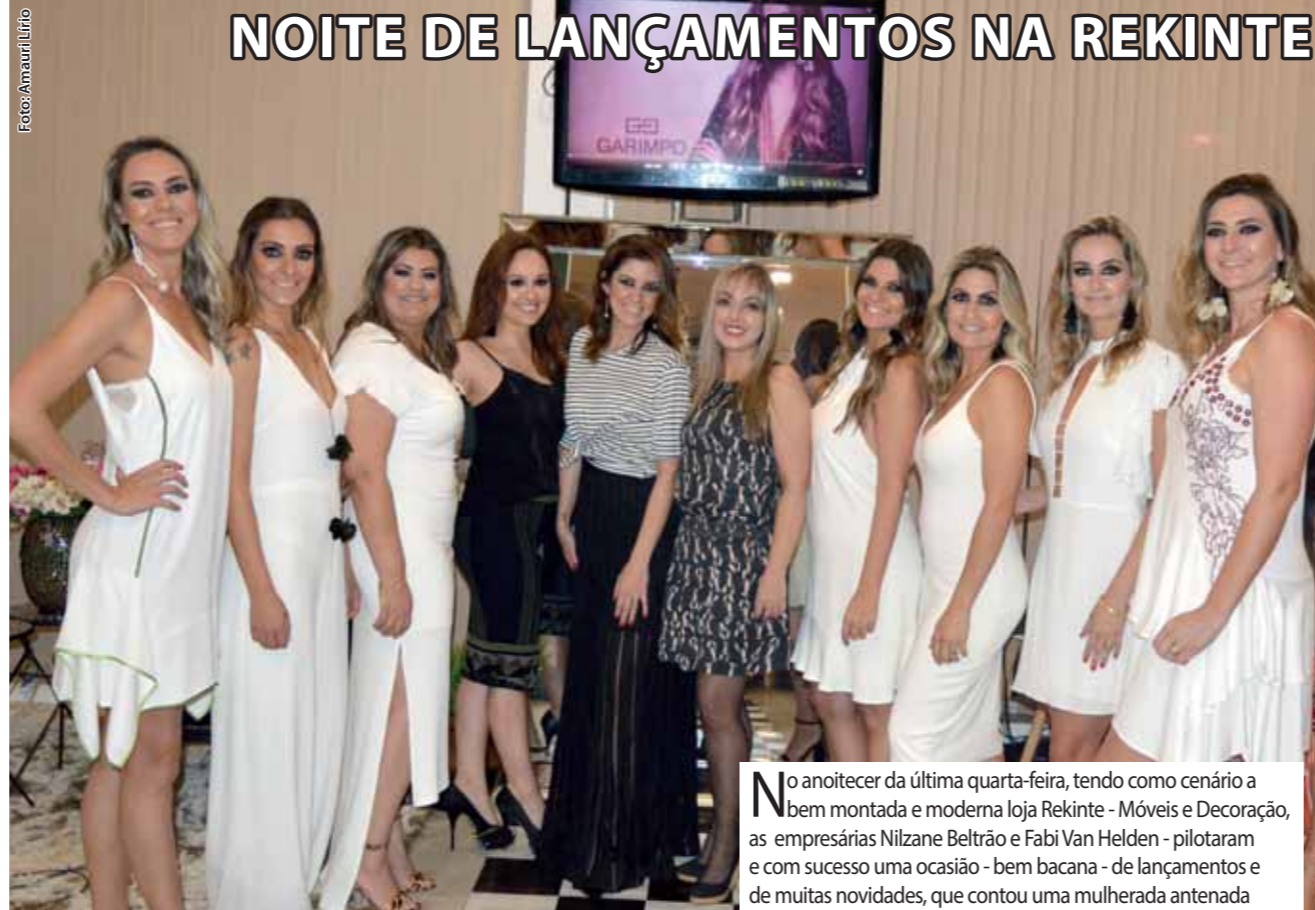 Foto: Amauri Lírio
NOITE DE LANÇAMENTOS NA REKINTE
GARIMPO
No anoitecer da última quarta-feira, tendo como cenário a
bem montada e moderna loja Rekinte - Móveis e Decoração,
as empresárias Nilzane Beltrão e Fabi Van Helden - pilotaram
e com sucesso uma ocasião - bem bacana - de lançamentos e
de muitas novidades, que contou uma mulherada antenada